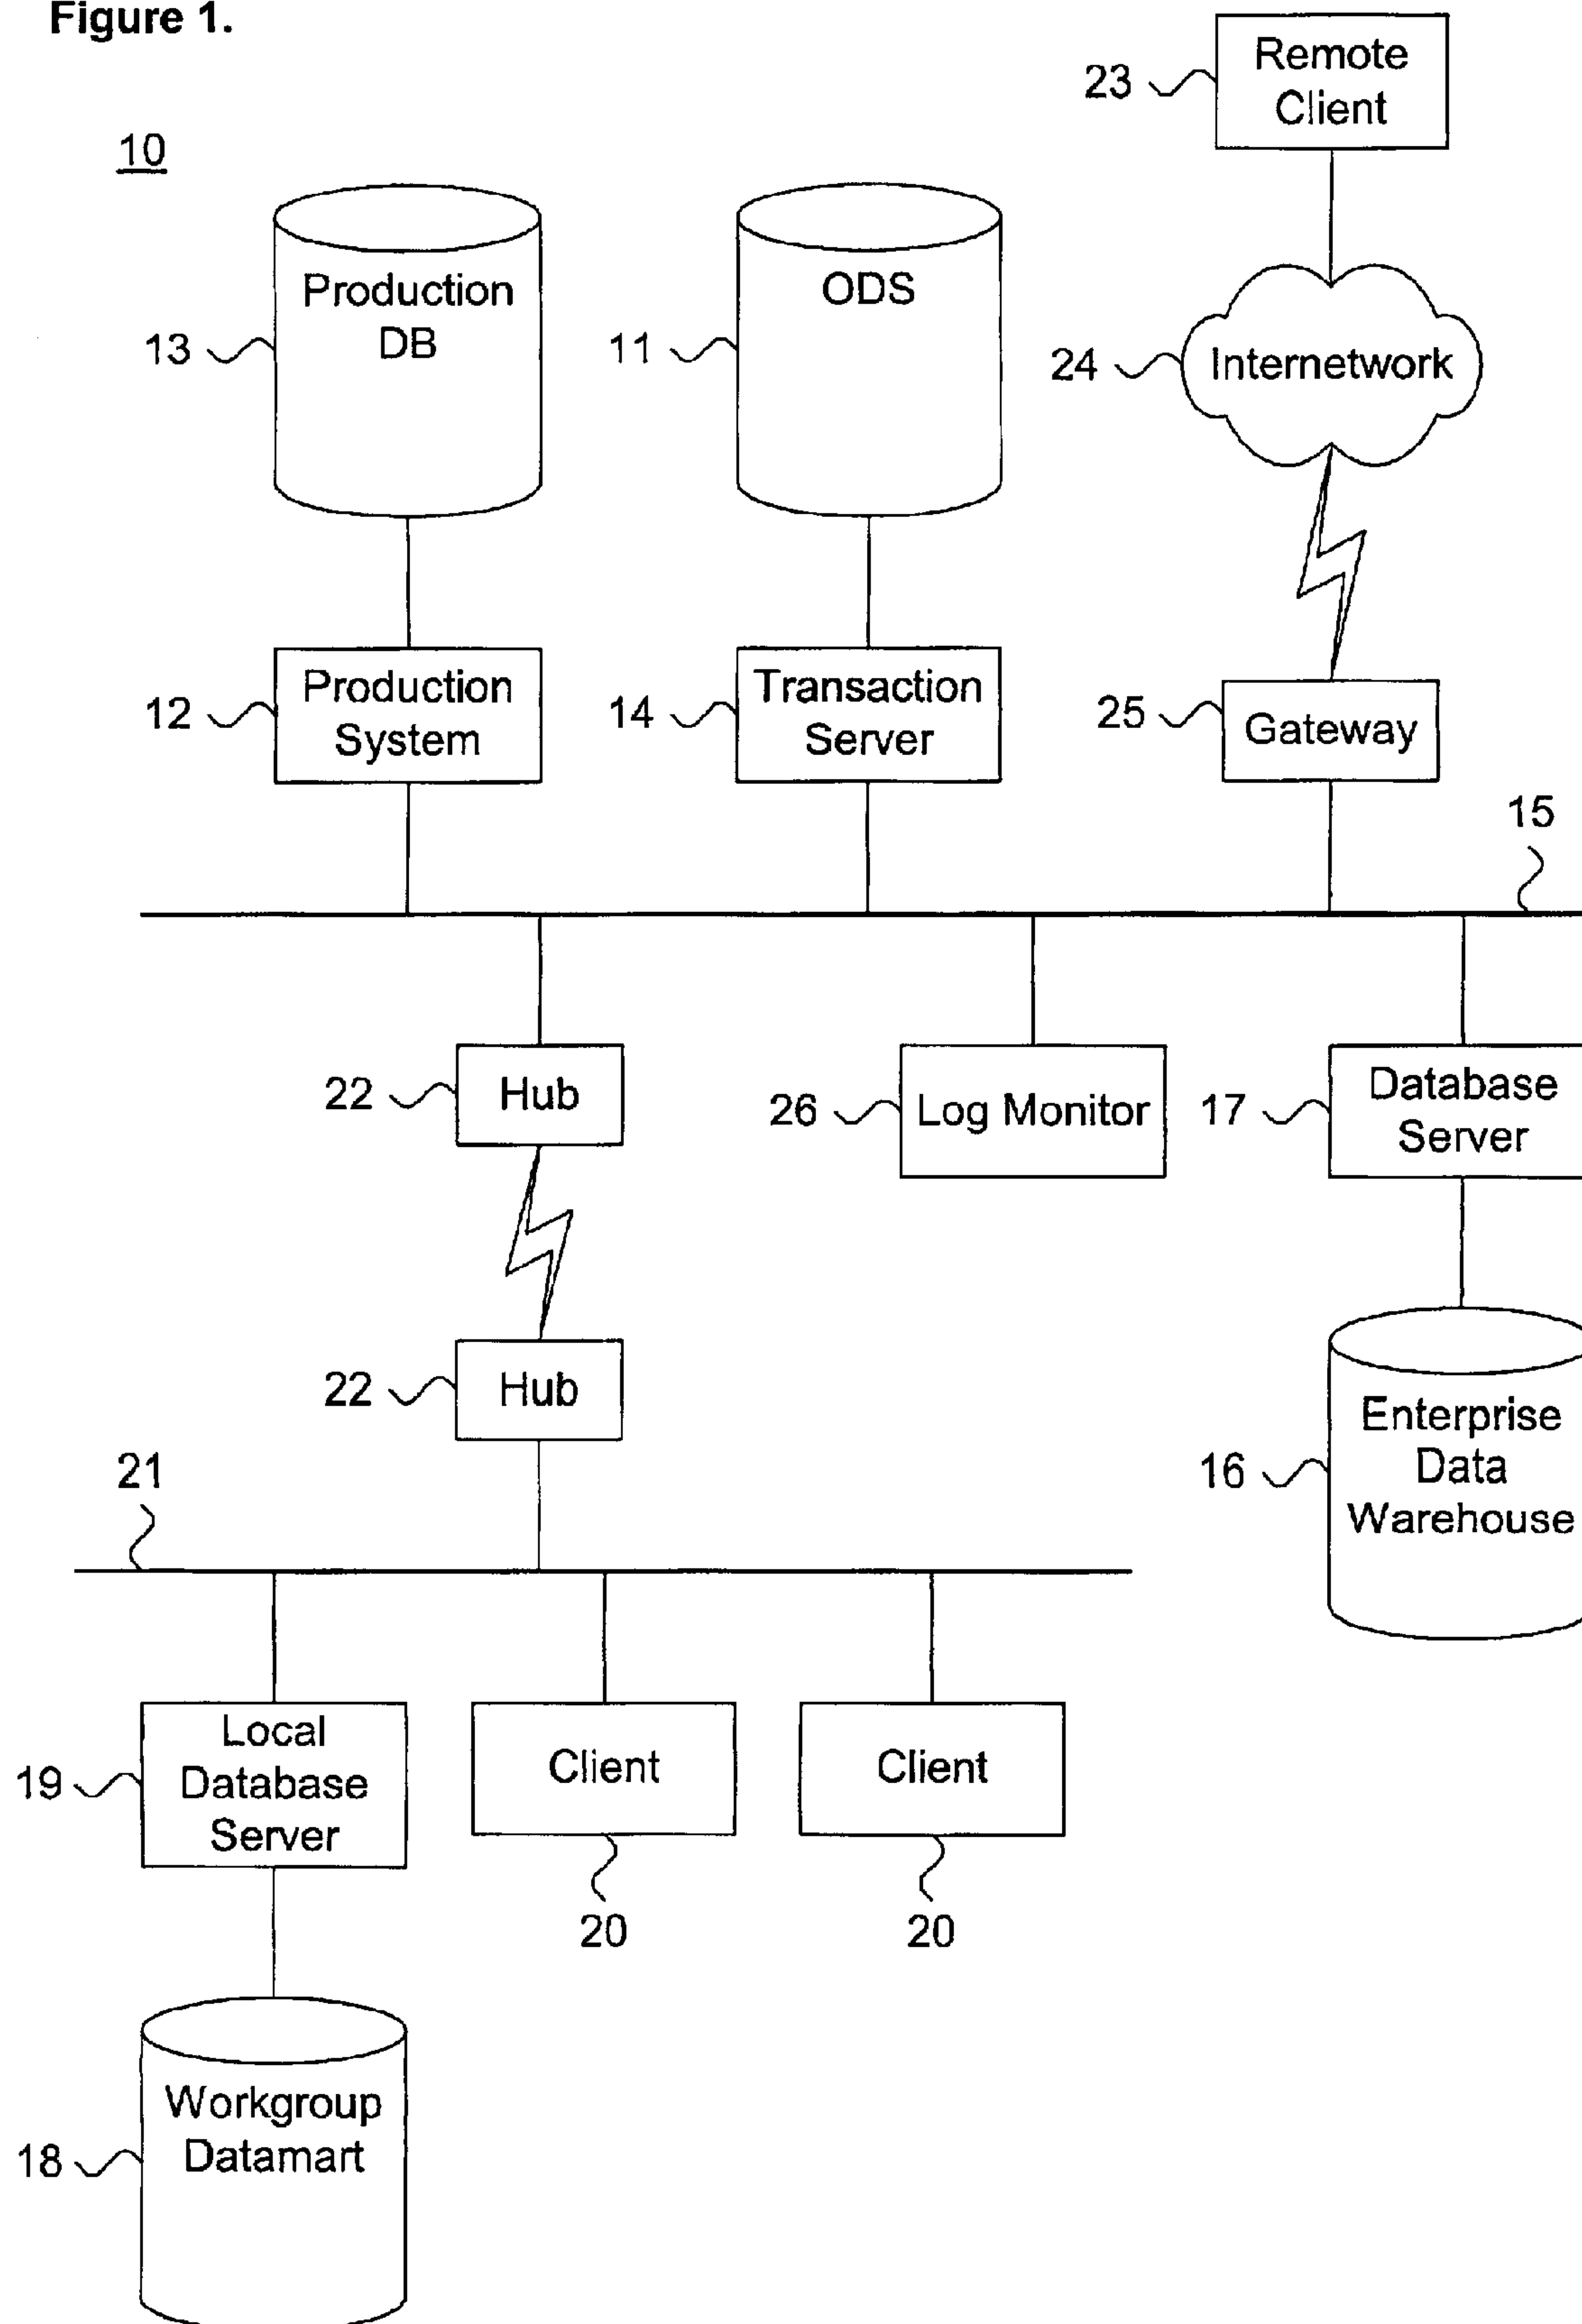 Figure 1.
10
23
Remote
Client
Production
DB
13
ODS
11
24
Internetwork
12
Production
System
14
Transaction
Server
25
Gateway
15
22
Hub
26
Log Monitor
17
Database
Server
22
Hub
16
Enterprise
Data
Warehouse
21
19
Local
Database
Server
Client
Client
20
20
18
Workgroup
Datamart